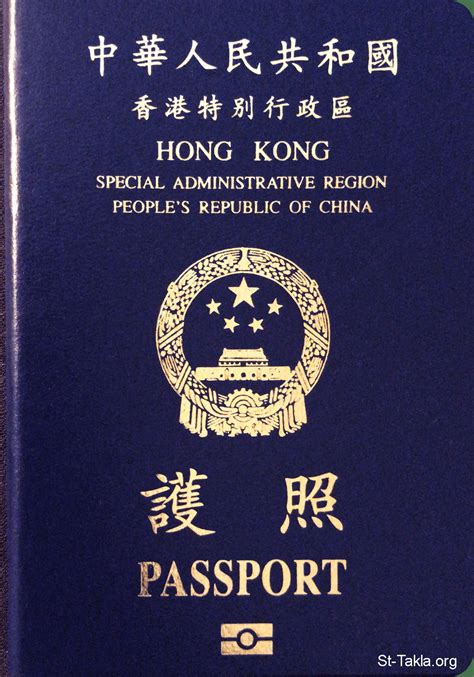 中華人民共和國
香港特別行政區
HONG KONG
SPECIAL ADMINISTRATIVE REGION
PEOPLE'S REPUBLIC OF CHINA
護照
PASSPORT
St-Takla.org